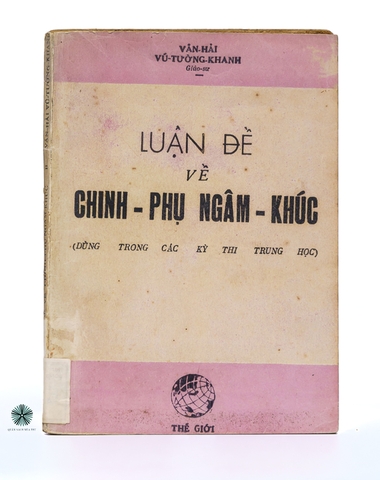 VĂN-HẢI
VŨ-TƯỚNG-KHANH
Giáo-sư
LUẬN ĐỀ
VỀ
CHINH - PHỤ NGÂM - KHÚC
(DÙNG TRONG CÁC KỲ THI TRUNG HỌC)
THẾ GIỚI